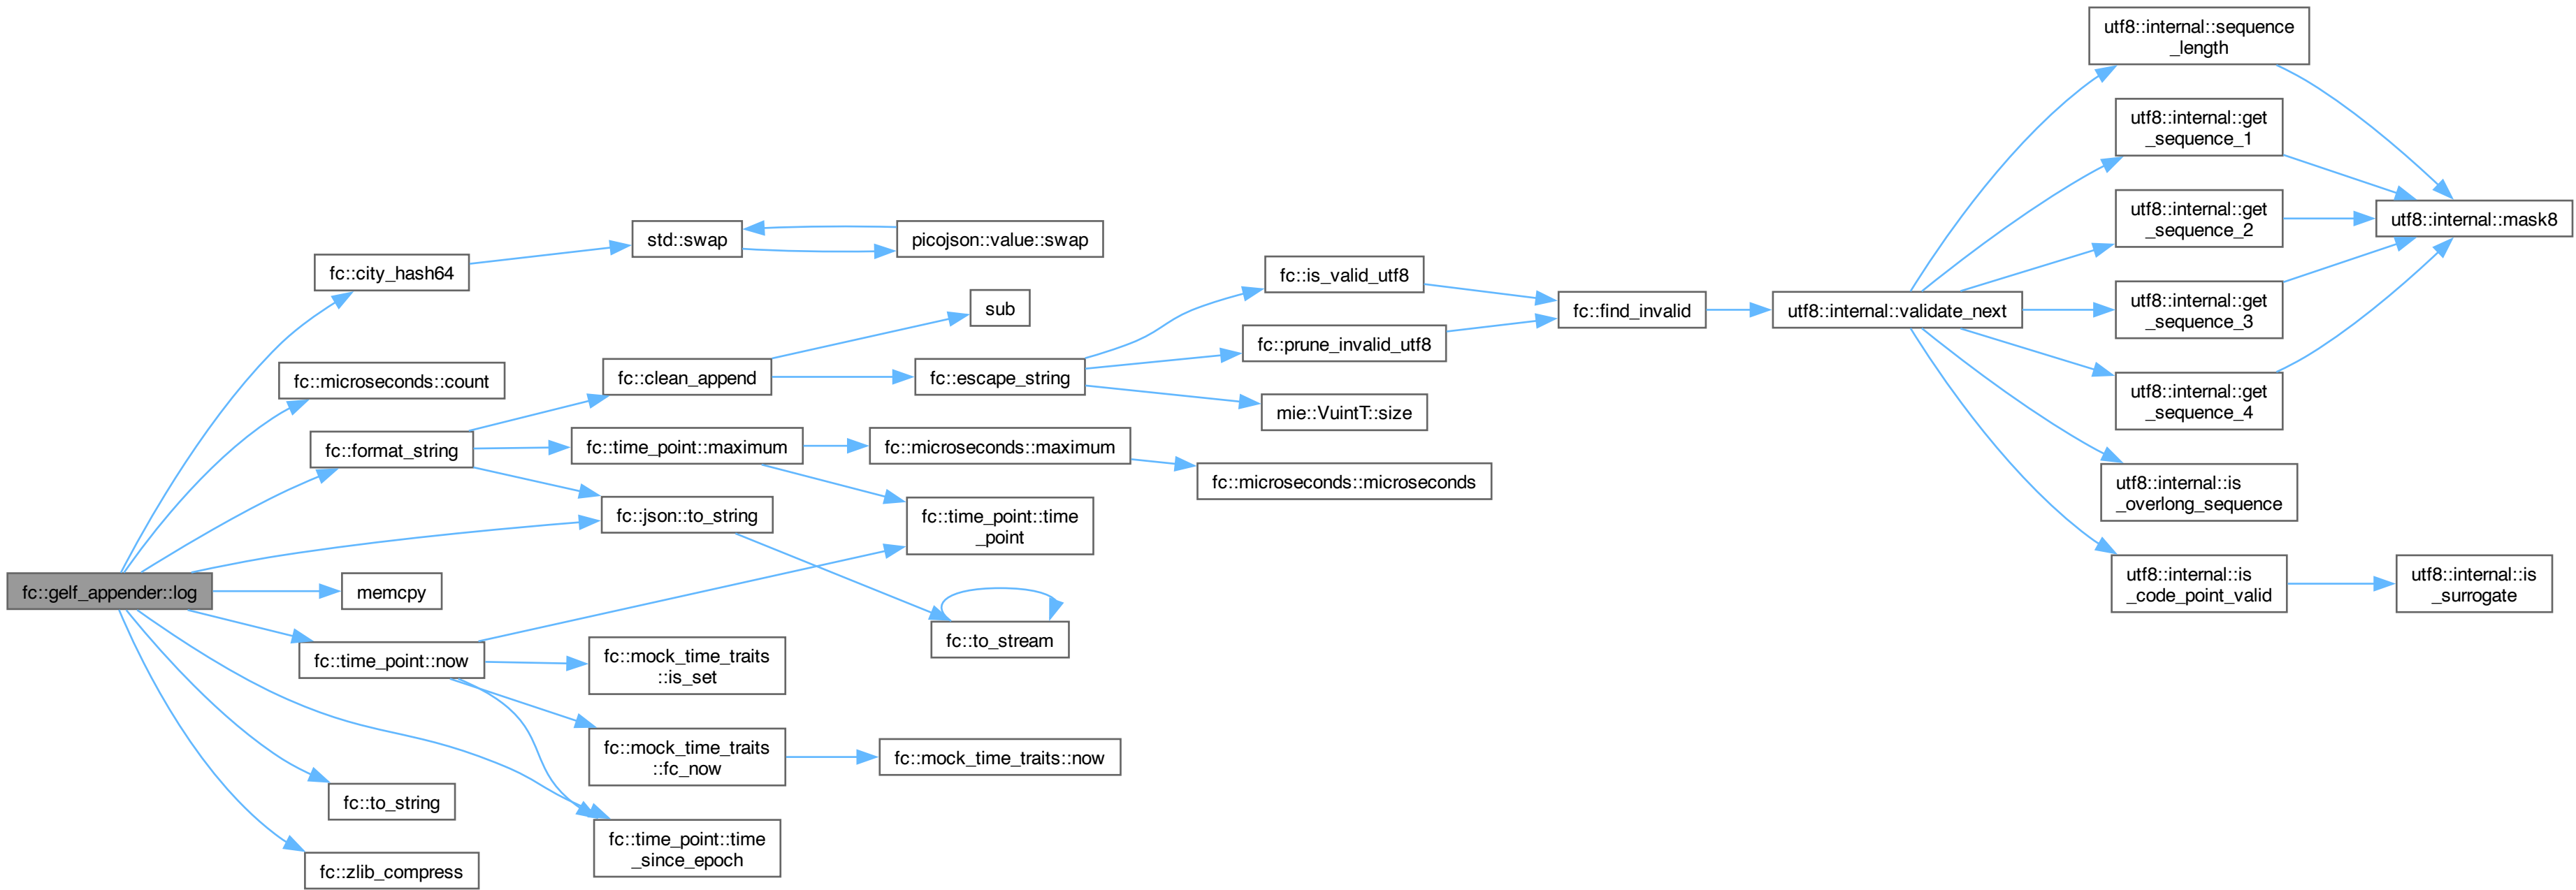 fc::gelf_appender::log
fc::city_hash64
fc::microseconds::count
fc::format_string
memcpy
fc::time_point::now
fc::to_string
fc::zlib_compress
std::swap
fc::clean_append
fc::time_point::maximum
fc::json::to_string
fc::mock_time_traits
::is_set
fc::mock_time_traits
::fc_now
fc::time_point::time
_since_epoch
picojson::value::swap
sub
fc::escape_string
fc::microseconds::maximum
fc::time_point::time
_point
fc::to_stream
fc::mock_time_traits::now
fc::is_valid_utf8
fc::prune_invalid_utf8
mie::VuintT::size
fc::microseconds::microseconds
fc::find_invalid
utf8::internal::validate_next
utf8::internal::sequence
_length
utf8::internal::get
_sequence_1
utf8::internal::get
_sequence_2
utf8::internal::get
_sequence_3
utf8::internal::get
_sequence_4
utf8::internal::is
_overlong_sequence
utf8::internal::is
_code_point_valid
utf8::internal::mask8
utf8::internal::is
_surrogate